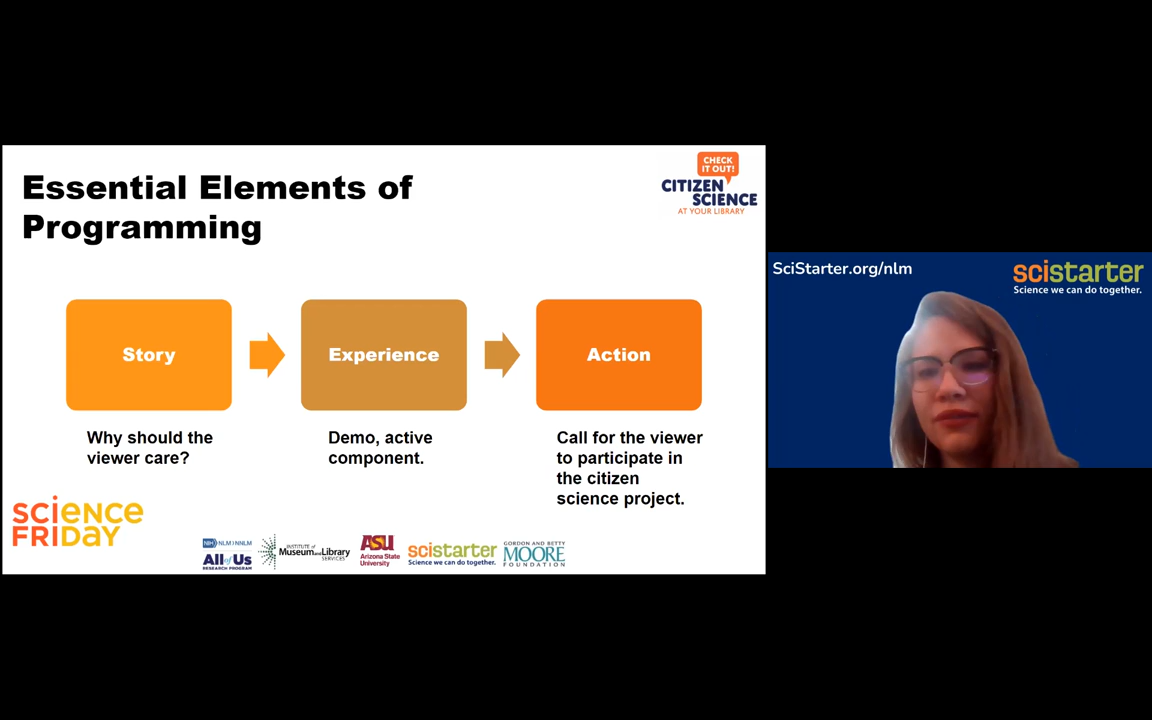 Essential Elements of
Programming
CHECK
IT OUT!
CITIZEN
SCIENCE
AT YOUR LIBRARY
Story
Experience
Action
Why should the
viewer care?
Demo, active
component.
Call for the viewer
to participate in
the citizen
science project.
SCIENCE
FRIDAY
NIH NLM NNLM
All of Us
RESEARCH PROGRAM
INSTITUTE of
Museum and Library
SERVICES
ASU
Arizona State
University
scistarter
Science we can do together.
GORDON AND BETTY
MOORE
FOUNDATION
SciStarter.org/nlm
scistarter
Science we can do together.